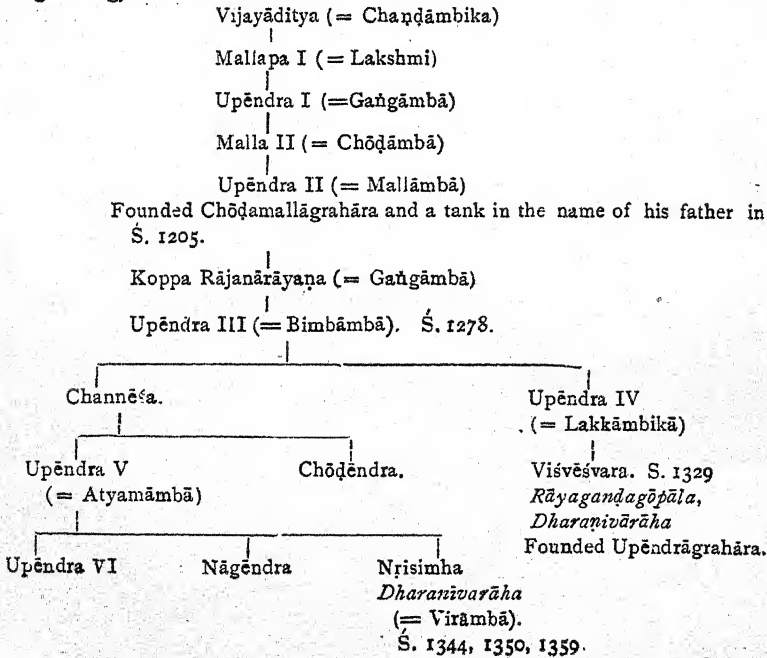 Vijayāditya (= Chaṇḍāmbika)
Mallapa I (= Lakshmi)
Upēndra I (=Gaṅgāmbā)
Malla II (= Chōḍāmbā)
Upēndra II (= Mallāmbā)
Founded Chōḍamallāgrahāra and a tank in the name of his father in
Ś. 1205.
Koppa Rājanārāyaṇa (= Gaṅgāmbā)
Upēndra III (= Bimbāmbā). Ś. 1278.
Channēśa. Upēndra IV
(= Lakkāmbikā)
Upēndra V Chōḍēndra. Viśvēśvara. S. 1329
(= Atyamāmbā) Rāyagaṇḍagōpāla,
Dharaṇivārāha
Founded Upēndrāgrahāra.
Upēndra VI Nāgēndra Nṛisimha
Dharanivarāha
(= Virāmbā).
Ś. 1344, 1350, 1359.